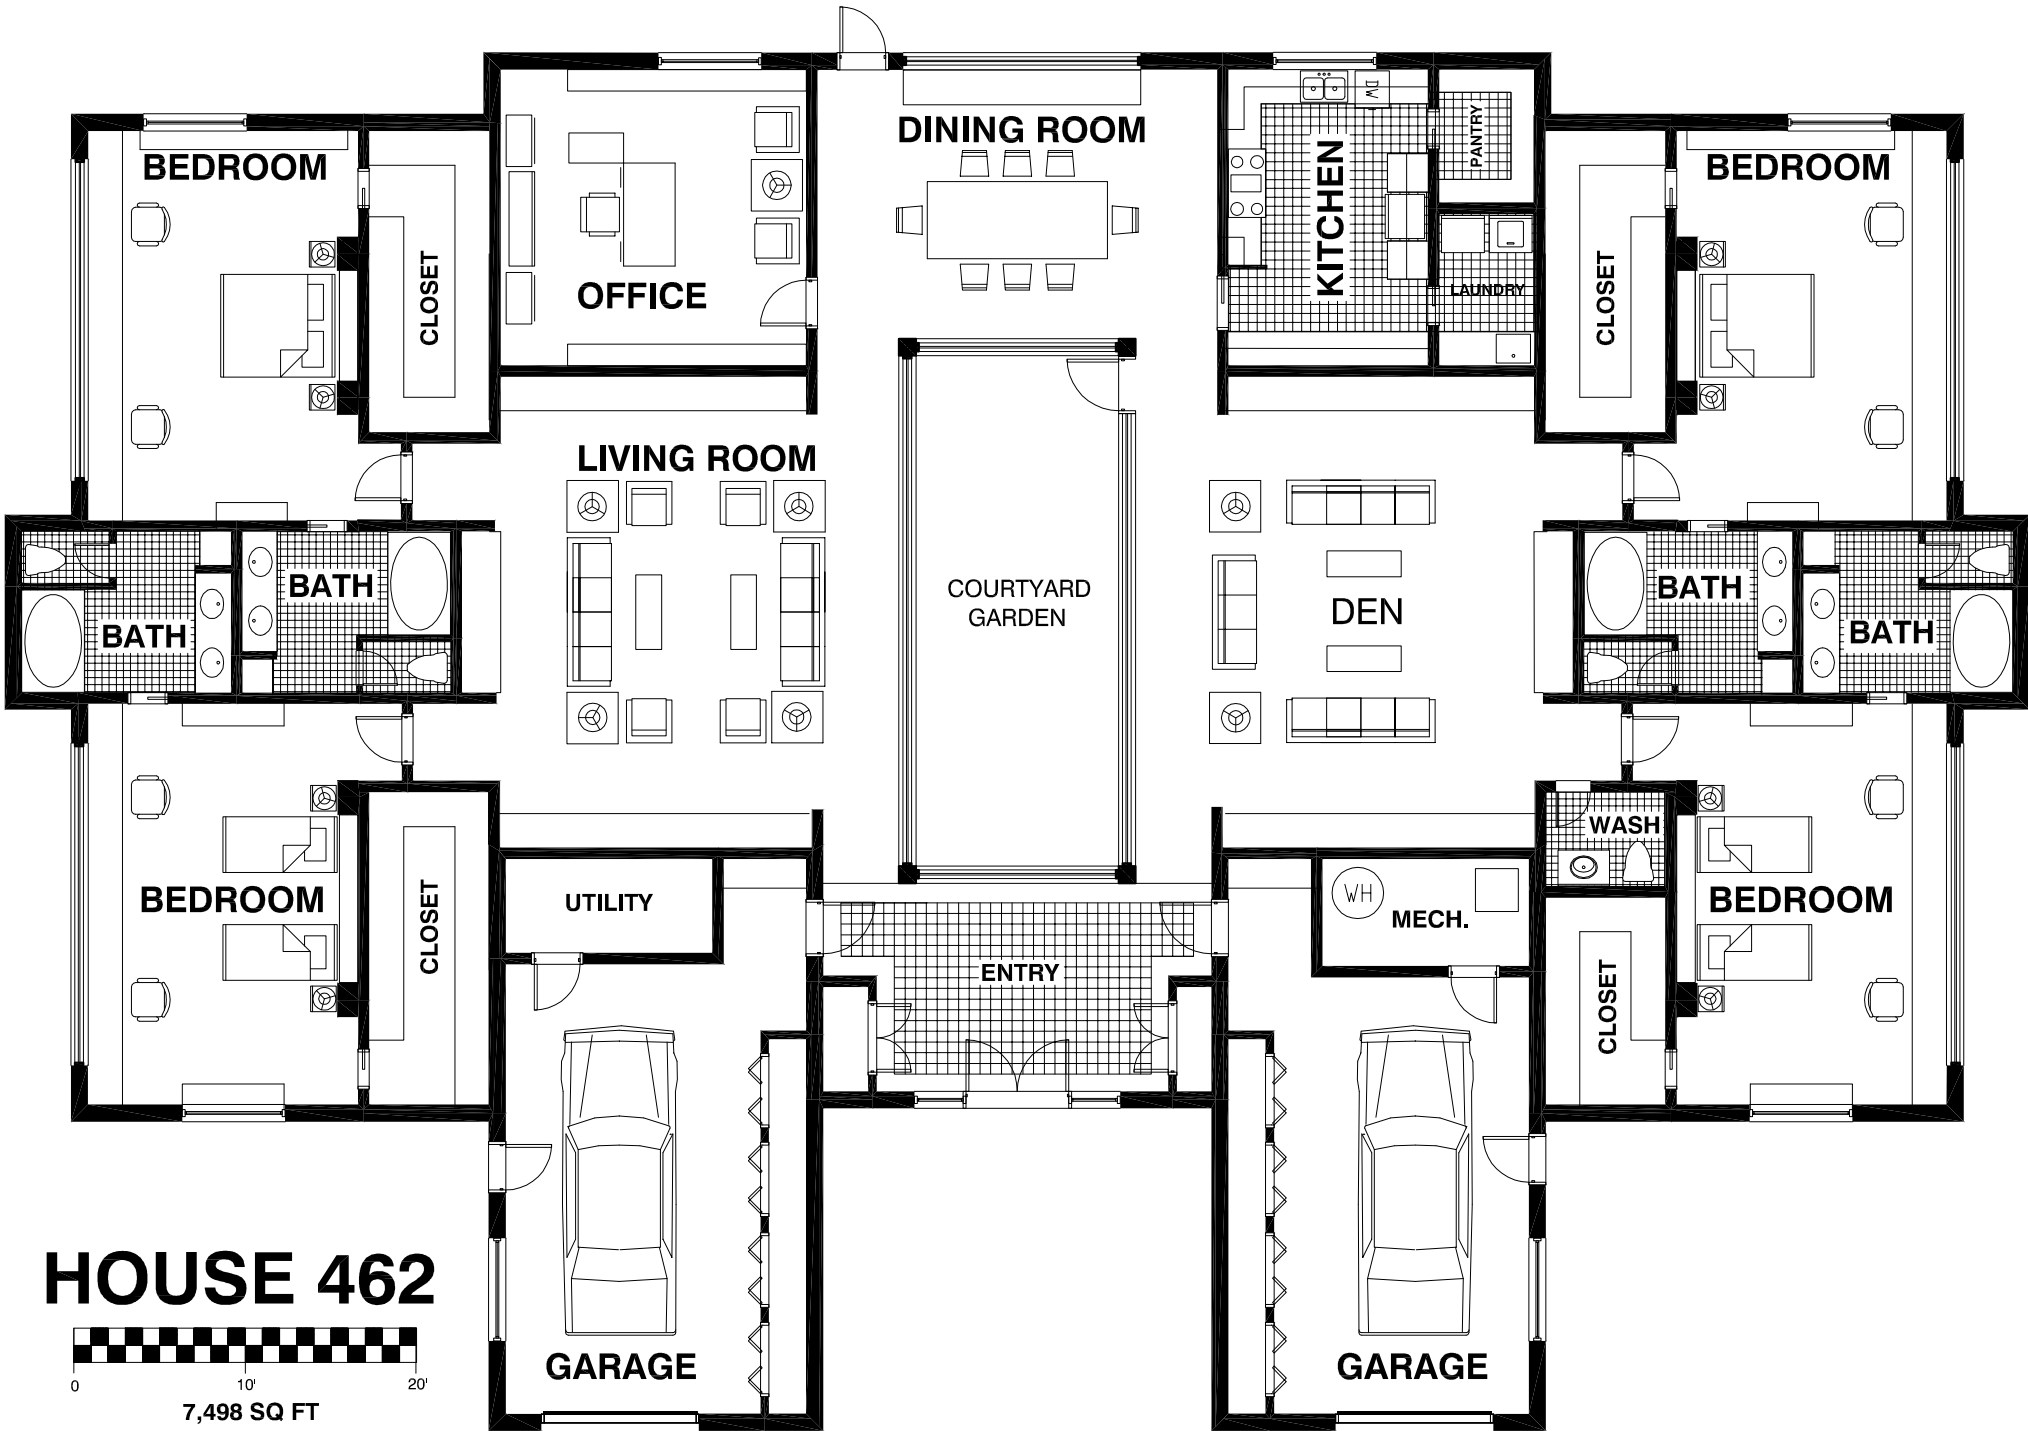 DINING ROOM
DW
PANTRY
BEDROOM
BEDROOM
KITCHEN
CLOSET
OFFICE
LAUNDRY
CLOSET
LIVING ROOM
COURTYARD
GARDEN
DEN
BATH
BATH
BATH
BATH
WASH
BEDROOM
CLOSET
UTILITY
WH
MECH.
BEDROOM
ENTRY
CLOSET
HOUSE 462
0
10'
20'
7,498 SQ FT
GARAGE
GARAGE